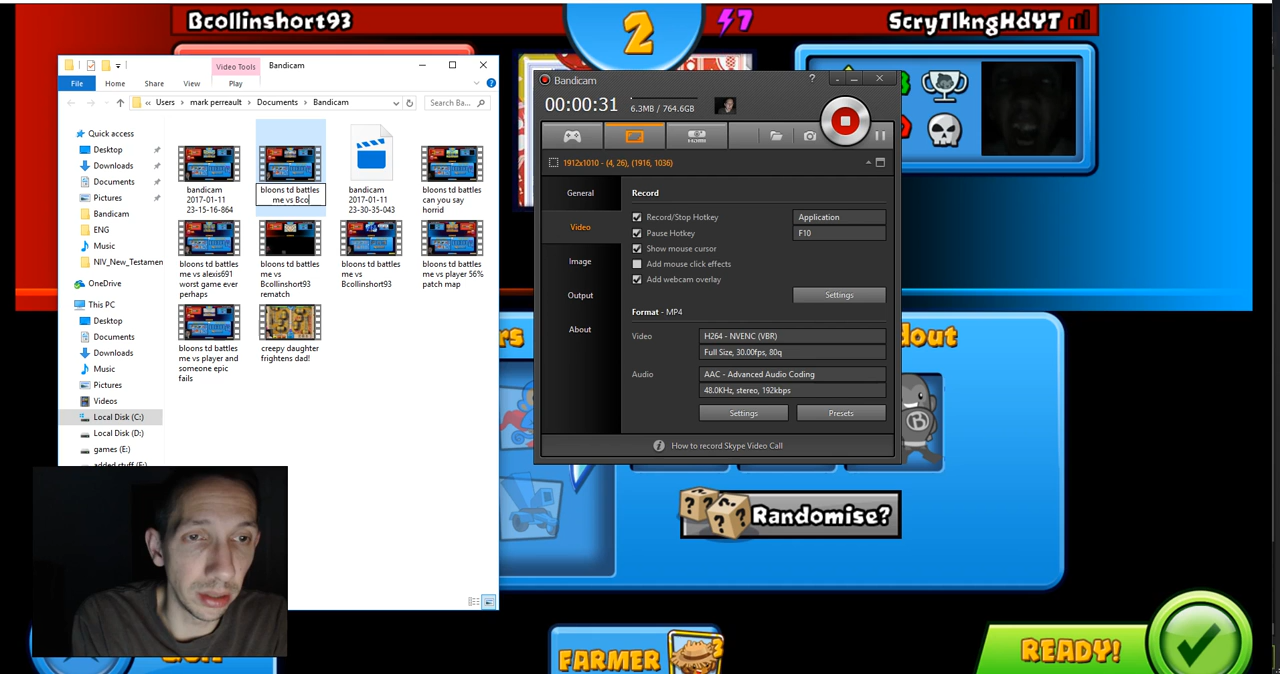 Bcollinshort93
2
7
ScryTlkngHdYT
Video Tools
Bandicam
File
Home
Share
View
Play
Users
mark perreault
Documents
Bandicam
Search Ba...
Quick access
Desktop
Downloads
Documents
Pictures
Bandicam
ENG
Music
NIV_New_Testamen
OneDrive
This PC
Desktop
Documents
Downloads
Music
Pictures
Videos
Local Disk (C:)
Local Disk (D:)
games (E:)
added stuff (F:)
bandicam
2017-01-11
23-15-16-864
bloons td battles
me vs Bco
bandicam
2017-01-11
23-30-35-043
bloons td battles
can you say
horrid
bloons td battles
me vs alexis691
worst game ever
perhaps
bloons td battles
me vs
Bcollinshort93
rematch
bloons td battles
me vs
Bcollinshort93
bloons td battles
me vs player 56%
patch map
bloons td battles
me vs player and
someone epic
fails
creepy daughter
frightens dad!
Bandicam
00:00:31
6.3MB / 764.6GB
HDMI
1912x1010 - (4, 26), (1916, 1036)
General
Video
Image
Output
About
Record
Record/Stop Hotkey
Application
Pause Hotkey
F10
Show mouse cursor
Add mouse click effects
Add webcam overlay
Settings
Format - MP4
Video
H264 - NVENC (VBR)
Full Size, 30.00fps, 80q
Audio
AAC - Advanced Audio Coding
48.0KHz, stereo, 192kbps
Settings
Presets
How to record Skype Video Call
dout
B
Randomise?
FARMER
3
READY!